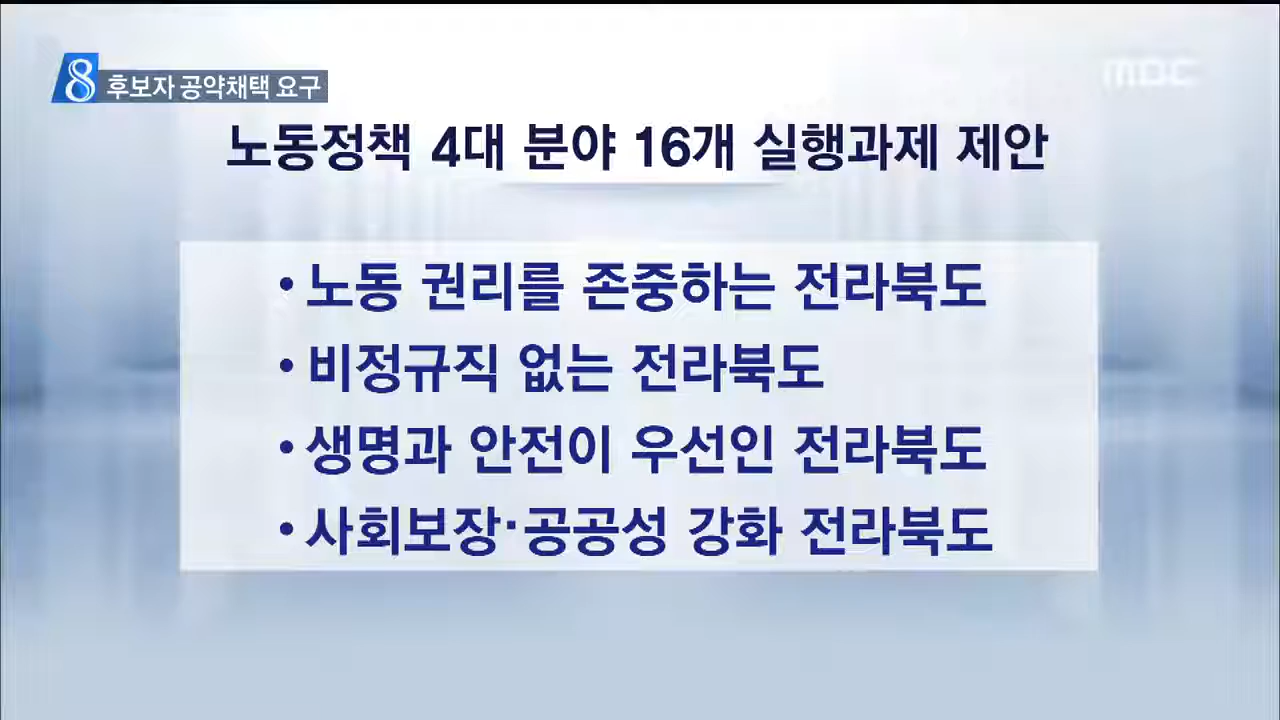 8 후보자 공약채택 요구
MBC
노동정책 4대 분야 16개 실행과제 제안
• 노동 권리를 존중하는 전라북도
• 비정규직 없는 전라북도
• 생명과 안전이 우선인 전라북도
• 사회보장·공공성 강화 전라북도